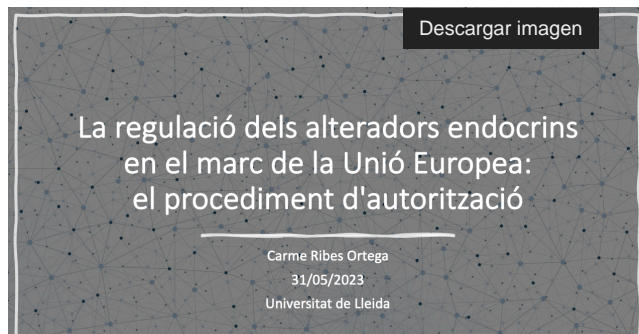 Descargar imagen
La regulació dels alteradors endocrins
en el marc de la Unió Europea:
el procediment d'autorització
Carme Ribes Ortega
31/05/2023
Universitat de Lleida